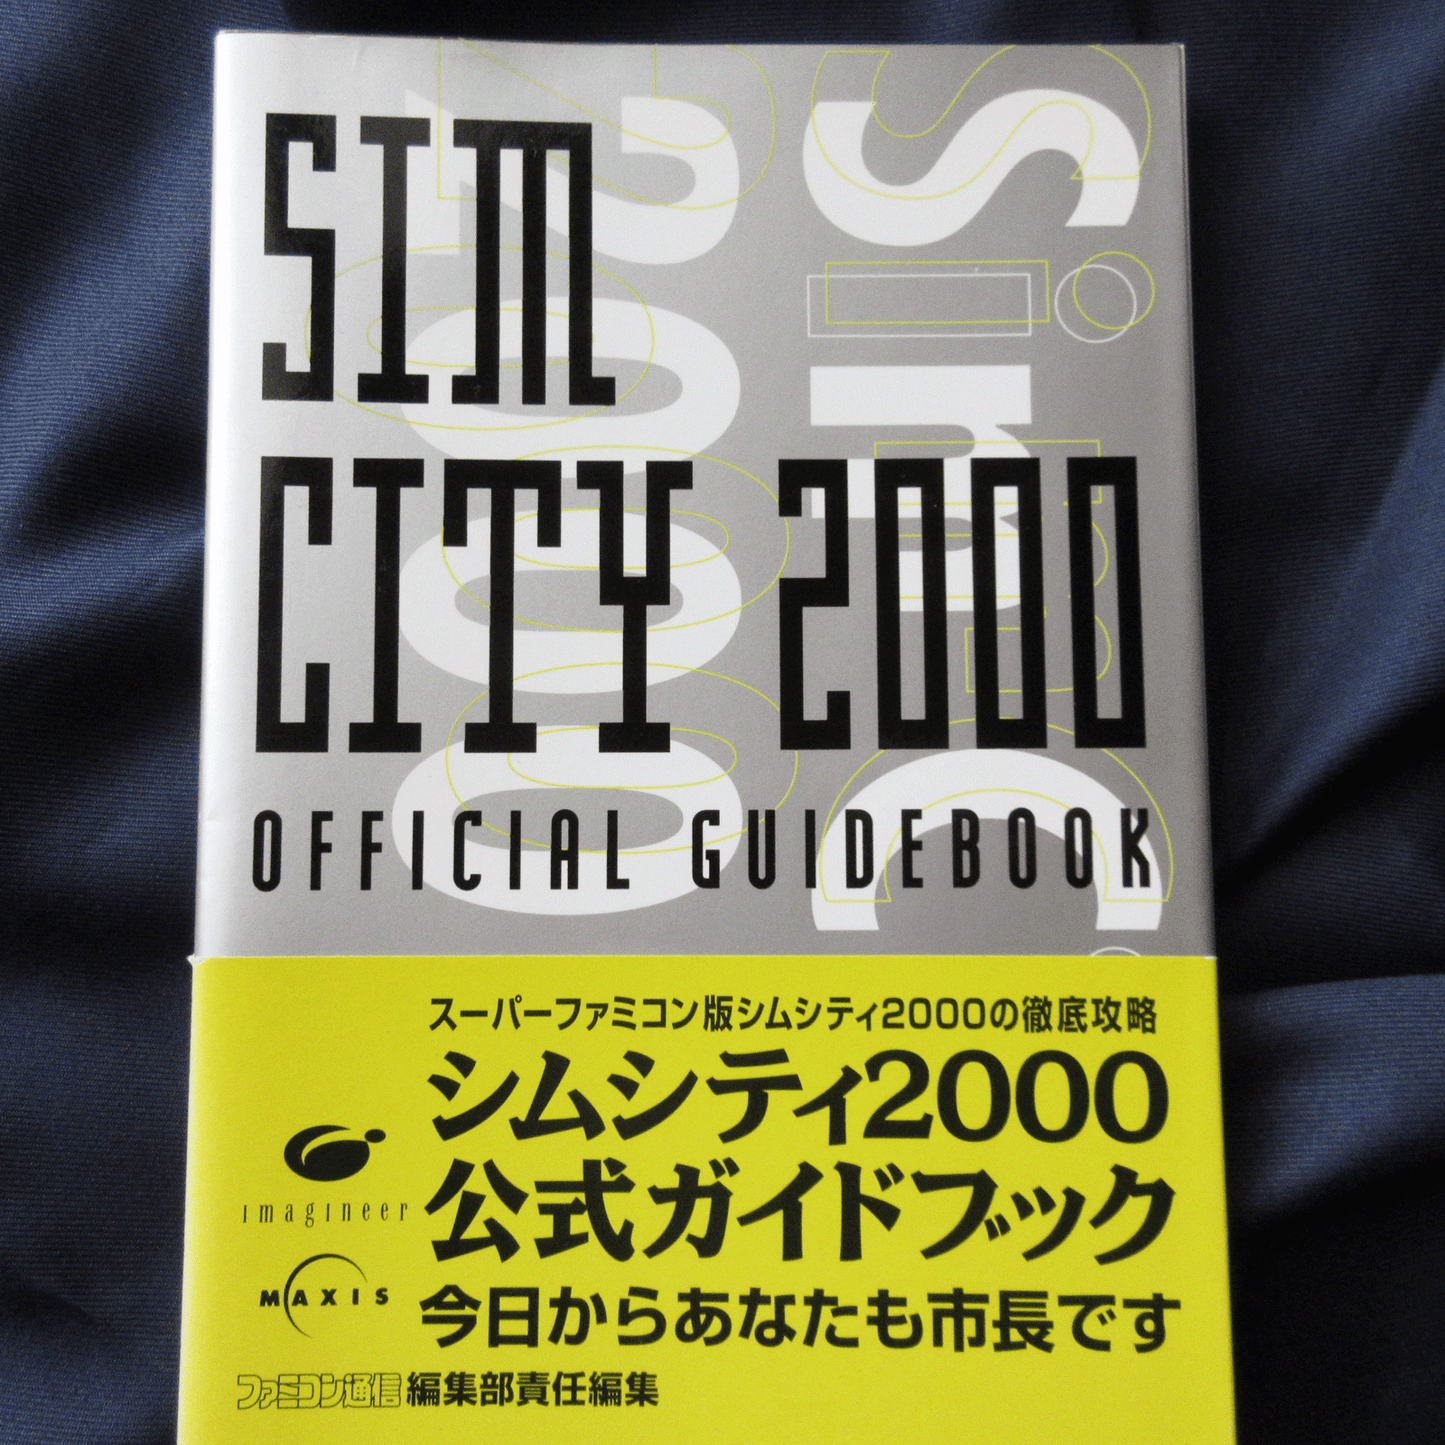 SIM
CITY 2000
OFFICIAL GUIDEBOOK
Sim C
2000
スーパーファミコン版シムシティ2000の徹底攻略
シムシティ2000
公式ガイドブック
今日からあなたも市長です
imagineer
MAXIS
ファミコン通信 編集部責任編集